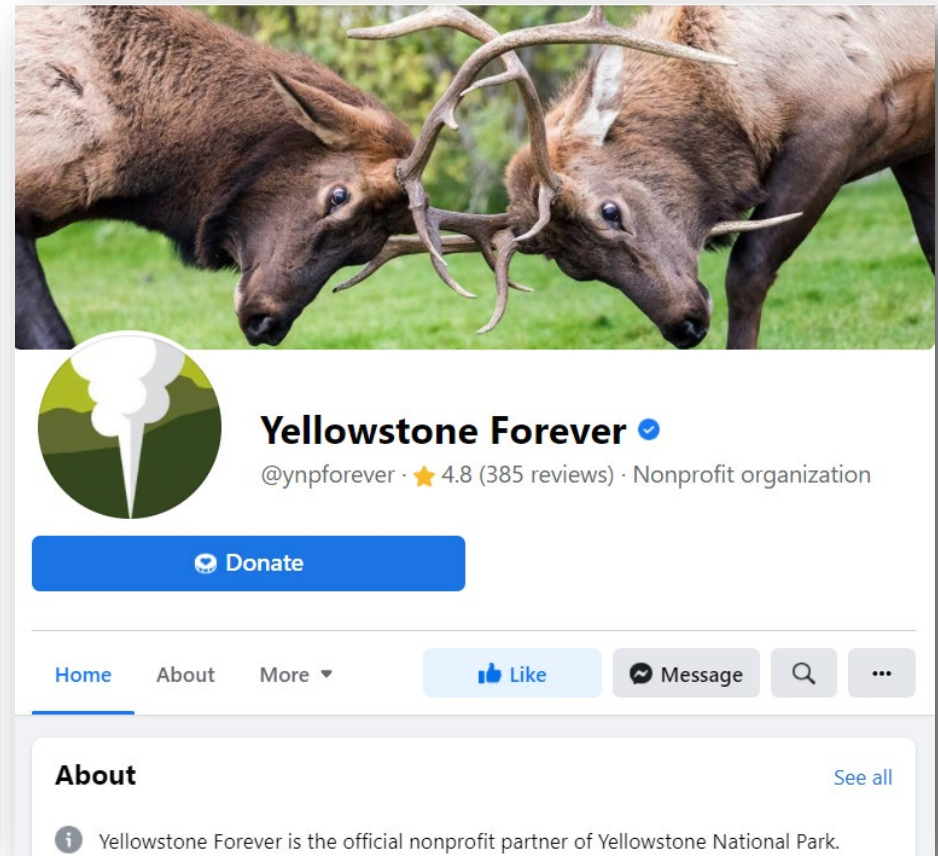 Yellowstone Forever
@ynpforever · 4.8 (385 reviews) · Nonprofit organization
Donate
Home About More Like Message
About See all
Yellowstone Forever is the official nonprofit partner of Yellowstone National Park.